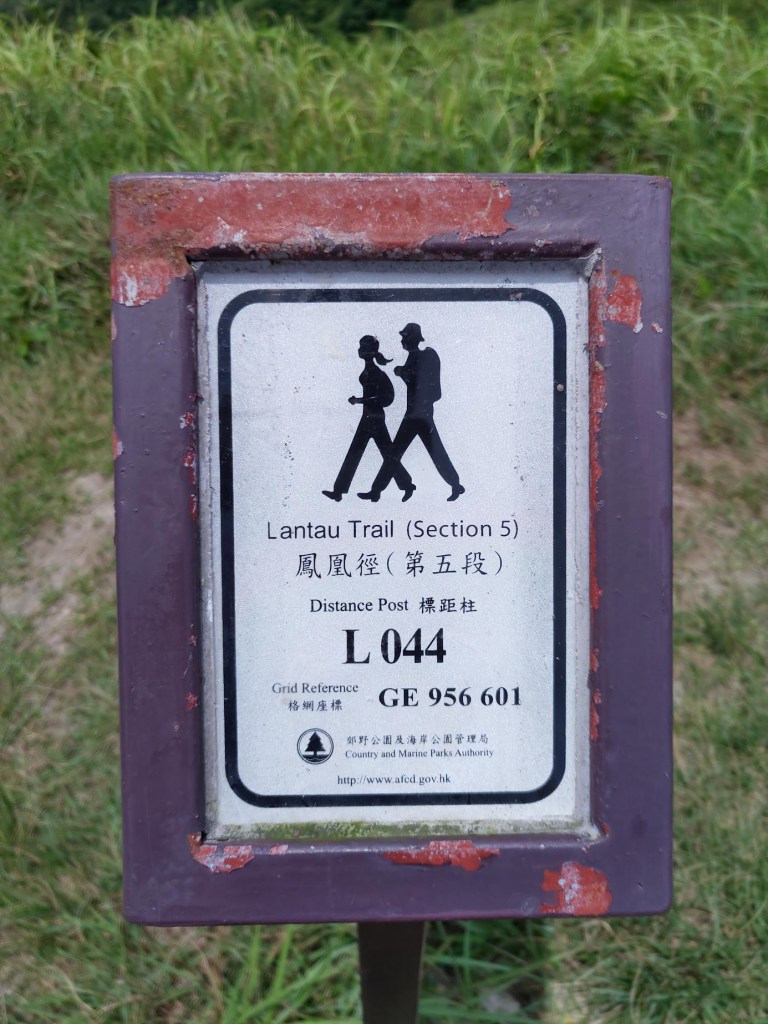 Lantau Trail (Section 5)
鳳凰徑(第五段)
Distance Post 標距柱
L 044
Grid Reference
格網座標
GE 956 601
郊野公園及海岸公園管理局
Country and Marine Parks Authority
http://www.afcd.gov.hk